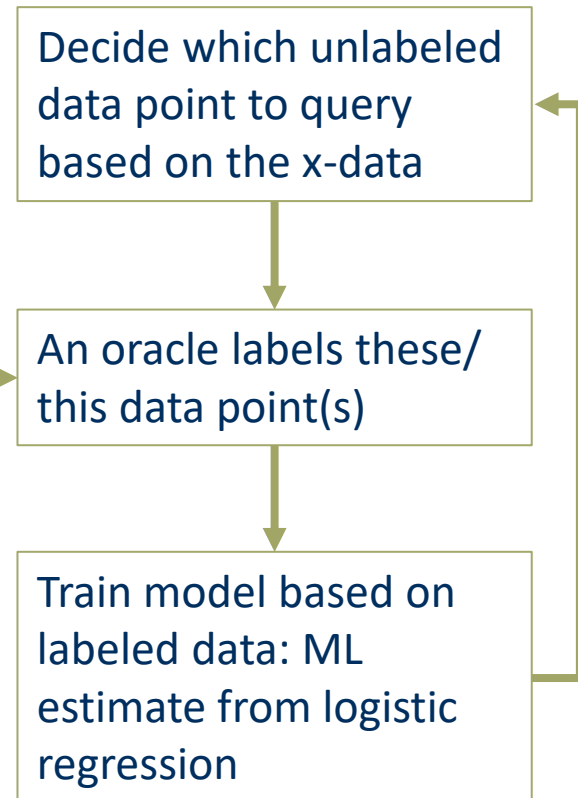 Decide which unlabeled
data point to query
based on the x-data
An oracle labels these/
this data point(s)
Train model based on
labeled data: ML
estimate from logistic
regression